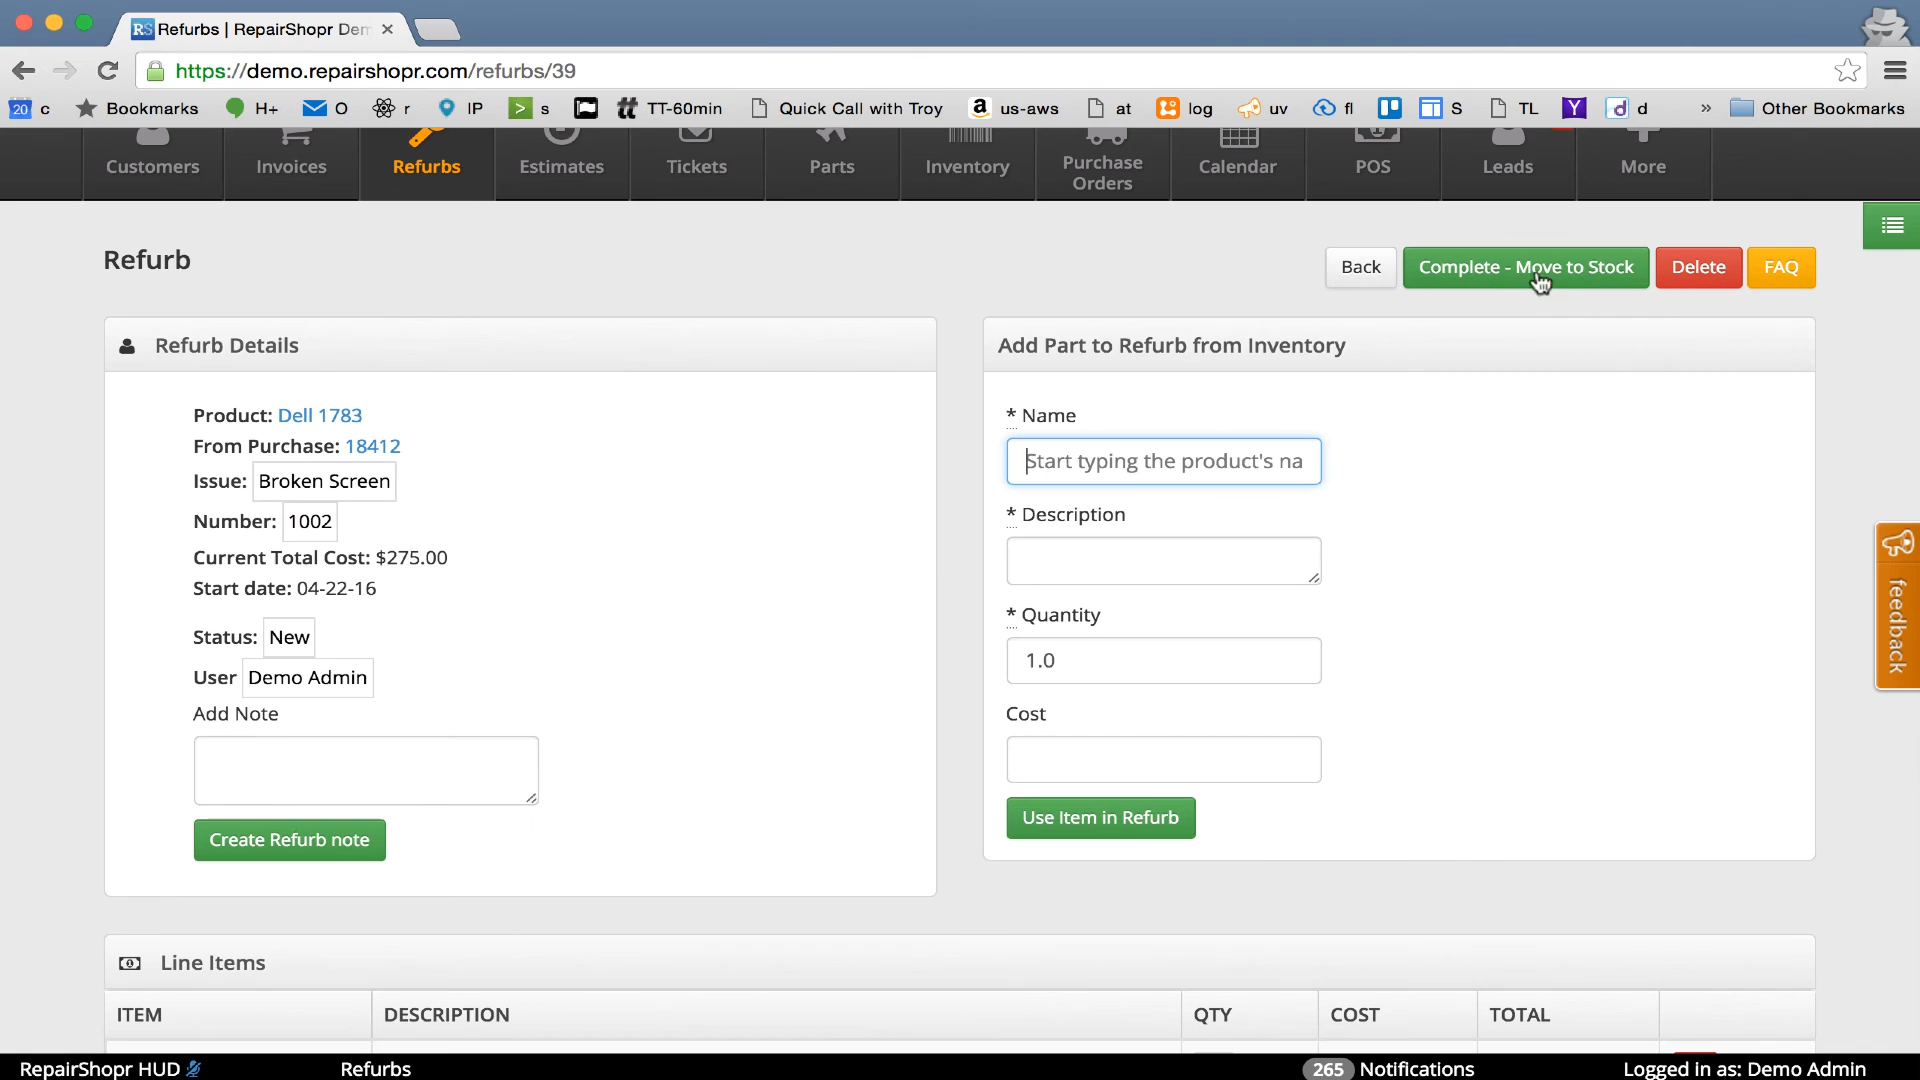 Refurbs | RepairShopr Dem
https://demo.repairshopr.com/refurbs/39
20 c Bookmarks H+ O r IP > s TT-60min Quick Call with Troy a us-aws at log uv fl S TL Y d d » Other Bookmarks
Customers Invoices Refurbs Estimates Tickets Parts Inventory Purchase Orders Calendar POS Leads More
Refurb
Back Complete - Move to Stock Delete FAQ
Refurb Details
Product: Dell 1783
From Purchase: 18412
Issue: Broken Screen
Number: 1002
Current Total Cost: $275.00
Start date: 04-22-16
Status: New
User Demo Admin
Add Note
Create Refurb note
Add Part to Refurb from Inventory
* Name
Start typing the product's na
* Description
* Quantity
1.0
Cost
Use Item in Refurb
feedback
Line Items
ITEM DESCRIPTION QTY COST TOTAL
RepairShopr HUD Refurbs 265 Notifications Logged in as: Demo Admin